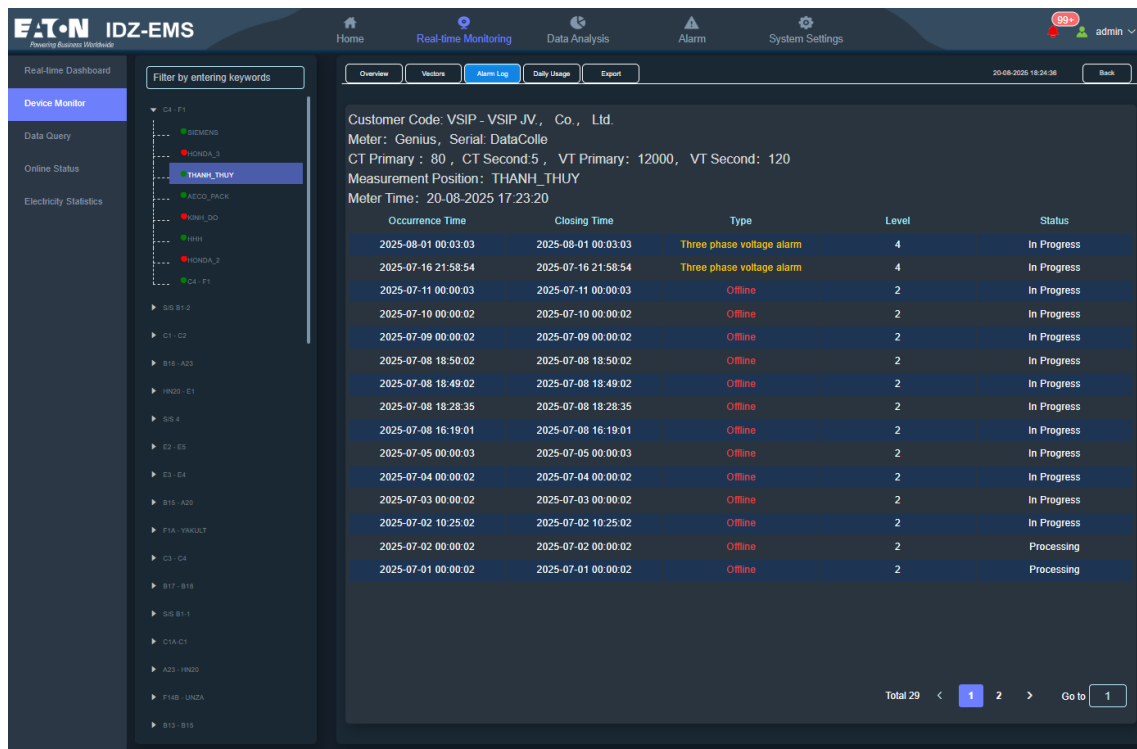 EATON IDZ-EMS
Powering Business Worldwide
Home
Real-time Monitoring
Data Analysis
Alarm
System Settings
99+
admin
Real-time Dashboard
Device Monitor
Data Query
Online Status
Electricity Statistics
Filter by entering keywords
C4 - F1
SIEMENS
HONDA_3
THANH_THUY
AECO_PACK
KINH_DO
HHH
HONDA_2
C4 - F1
S/S B1-2
C1 - C2
B16 - A23
HN20 - E1
S/S 4
E2 - E5
E3 - E4
B15 - A20
F1A - YAKULT
C3 - C4
B17 - B18
S/S B1-1
C1A-C1
A23 - HN20
F14B - UNZA
B13 - B15
Overview Vectors Alarm Log Daily Usage Export 20-08-2025 18:24:36 Back
Customer Code: VSIP - VSIP JV., Co., Ltd.
Meter: Genius, Serial: DataColle
CT Primary : 80 , CT Second:5 , VT Primary: 12000, VT Second: 120
Measurement Position: THANH_THUY
Meter Time: 20-08-2025 17:23:20
Occurrence Time Closing Time Type Level Status
2025-08-01 00:03:03 2025-08-01 00:03:03 Three phase voltage alarm 4 In Progress
2025-07-16 21:58:54 2025-07-16 21:58:54 Three phase voltage alarm 4 In Progress
2025-07-11 00:00:03 2025-07-11 00:00:03 Offline 2 In Progress
2025-07-10 00:00:02 2025-07-10 00:00:02 Offline 2 In Progress
2025-07-09 00:00:02 2025-07-09 00:00:02 Offline 2 In Progress
2025-07-08 18:50:02 2025-07-08 18:50:02 Offline 2 In Progress
2025-07-08 18:49:02 2025-07-08 18:49:02 Offline 2 In Progress
2025-07-08 18:28:35 2025-07-08 18:28:35 Offline 2 In Progress
2025-07-08 16:19:01 2025-07-08 16:19:01 Offline 2 In Progress
2025-07-05 00:00:03 2025-07-05 00:00:03 Offline 2 In Progress
2025-07-04 00:00:02 2025-07-04 00:00:02 Offline 2 In Progress
2025-07-03 00:00:02 2025-07-03 00:00:02 Offline 2 In Progress
2025-07-02 10:25:02 2025-07-02 10:25:02 Offline 2 In Progress
2025-07-02 00:00:02 2025-07-02 00:00:02 Offline 2 Processing
2025-07-01 00:00:02 2025-07-01 00:00:02 Offline 2 Processing
Total 29 < 1 2 > Go to 1